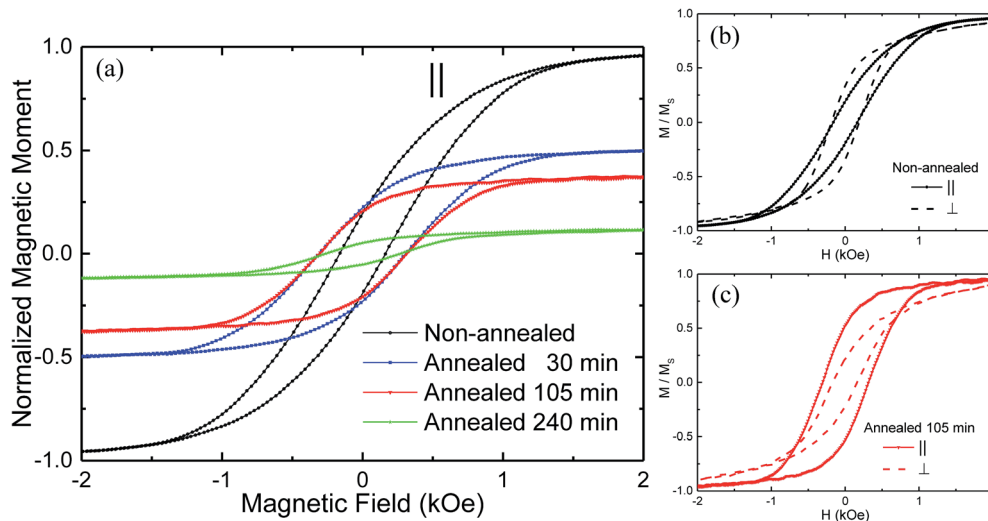 (a)
||
Normalized Magnetic Moment
1.0
0.5
0.0
-0.5
-1.0
Non-annealed
Annealed 30 min
Annealed 105 min
Annealed 240 min
-2
-1
0
1
2
Magnetic Field (kOe)
(b)
M / M_S
1.0
0.5
0.0
-0.5
-1.0
Non-annealed
||
⊥
-2
-1
0
1
H (kOe)
(c)
M / M_S
1.0
0.5
0.0
-0.5
-1.0
Annealed 105 min
||
⊥
-2
-1
0
1
H (kOe)